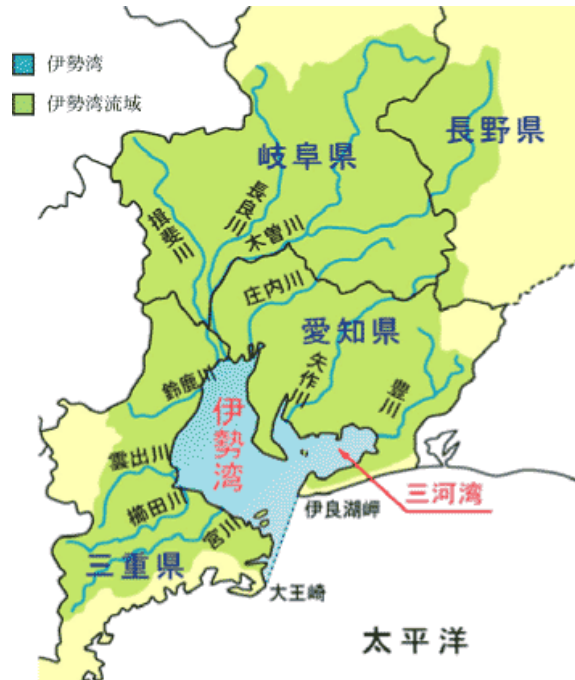 伊勢湾
伊勢湾流域
岐阜県
長野県
長良川
揖斐川
木曽川
庄内川
愛知県
矢作川
豊川
鈴鹿川
伊勢湾
雲出川
三河湾
櫛田川
伊良湖岬
宮川
三重県
大王崎
太平洋